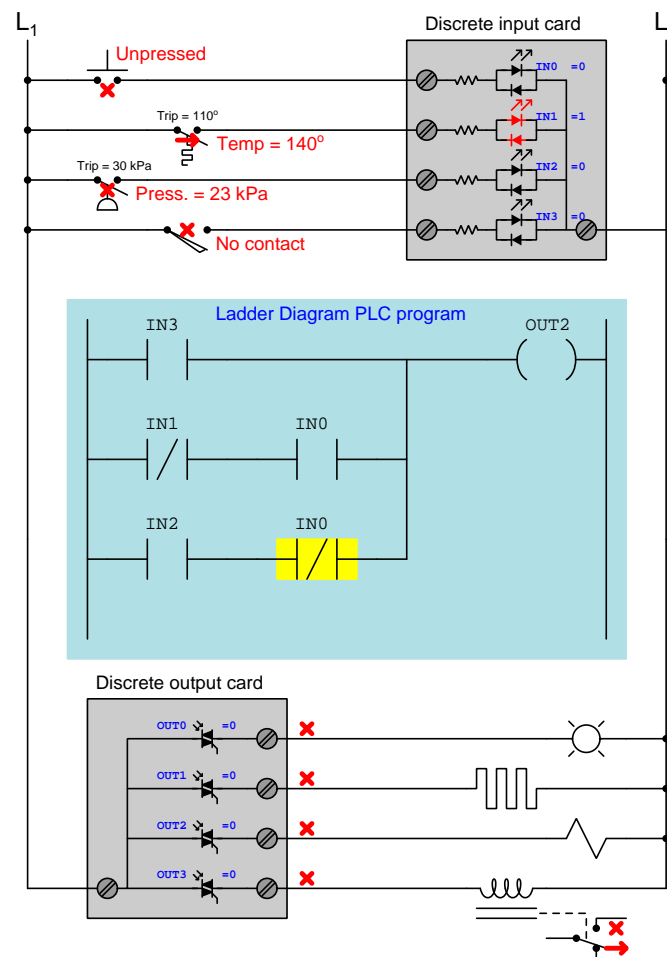 L1
Discrete input card
L
Unpressed
IN0 =0
Trip = 110°
IN1 =1
Temp = 140°
Trip = 30 kPa
IN2 =0
Press. = 23 kPa
IN3 =0
No contact
Ladder Diagram PLC program
IN3 OUT2
IN1 IN0
IN2 IN0
Discrete output card
OUT0 =0
OUT1 =0
OUT2 =0
OUT3 =0